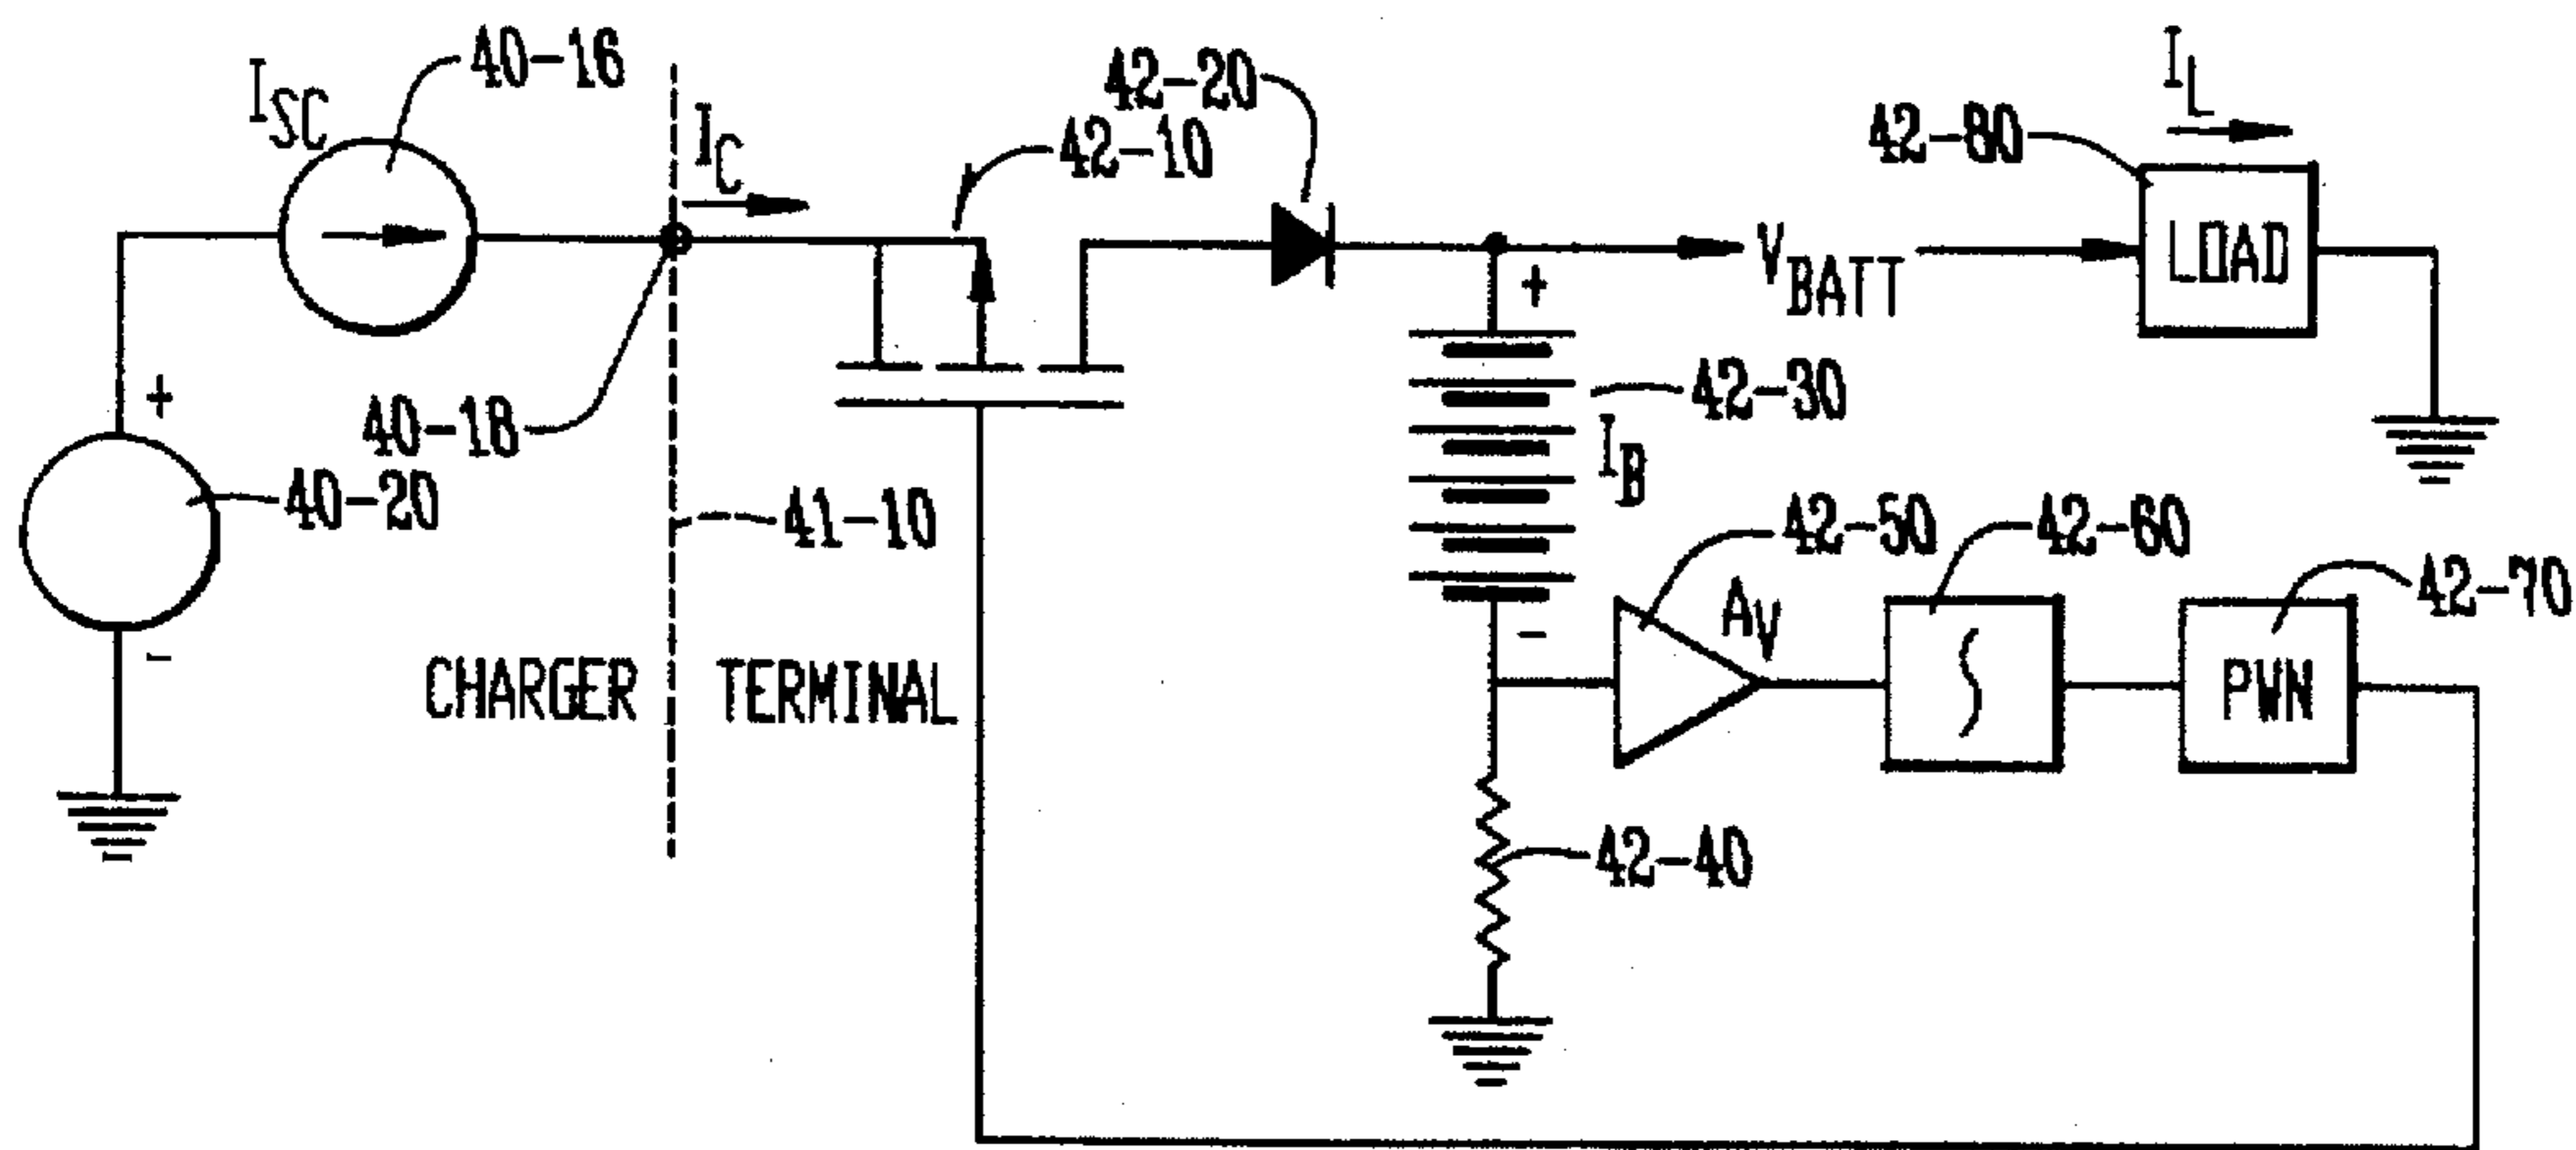 I_SC
40-16
I_C
42-20
42-10
I_L
42-80
LOAD
V_BATT
+
40-18
40-20
-
41-10
+
42-30
I_B
-
42-50
A_V
42-60
∫
42-70
PWM
CHARGER
TERMINAL
42-40